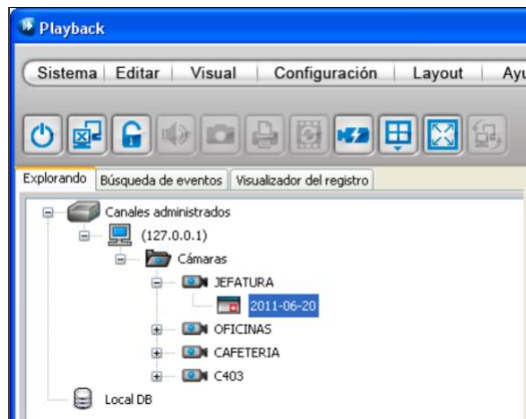 Playback
Sistema Editar Visual Configuración Layout Ayu
Explorando Búsqueda de eventos Visualizador del registro
Canales administrados
(127.0.0.1)
Cámaras
JEFATURA
2011-06-20
OFICINAS
CAFETERIA
C403
Local DB